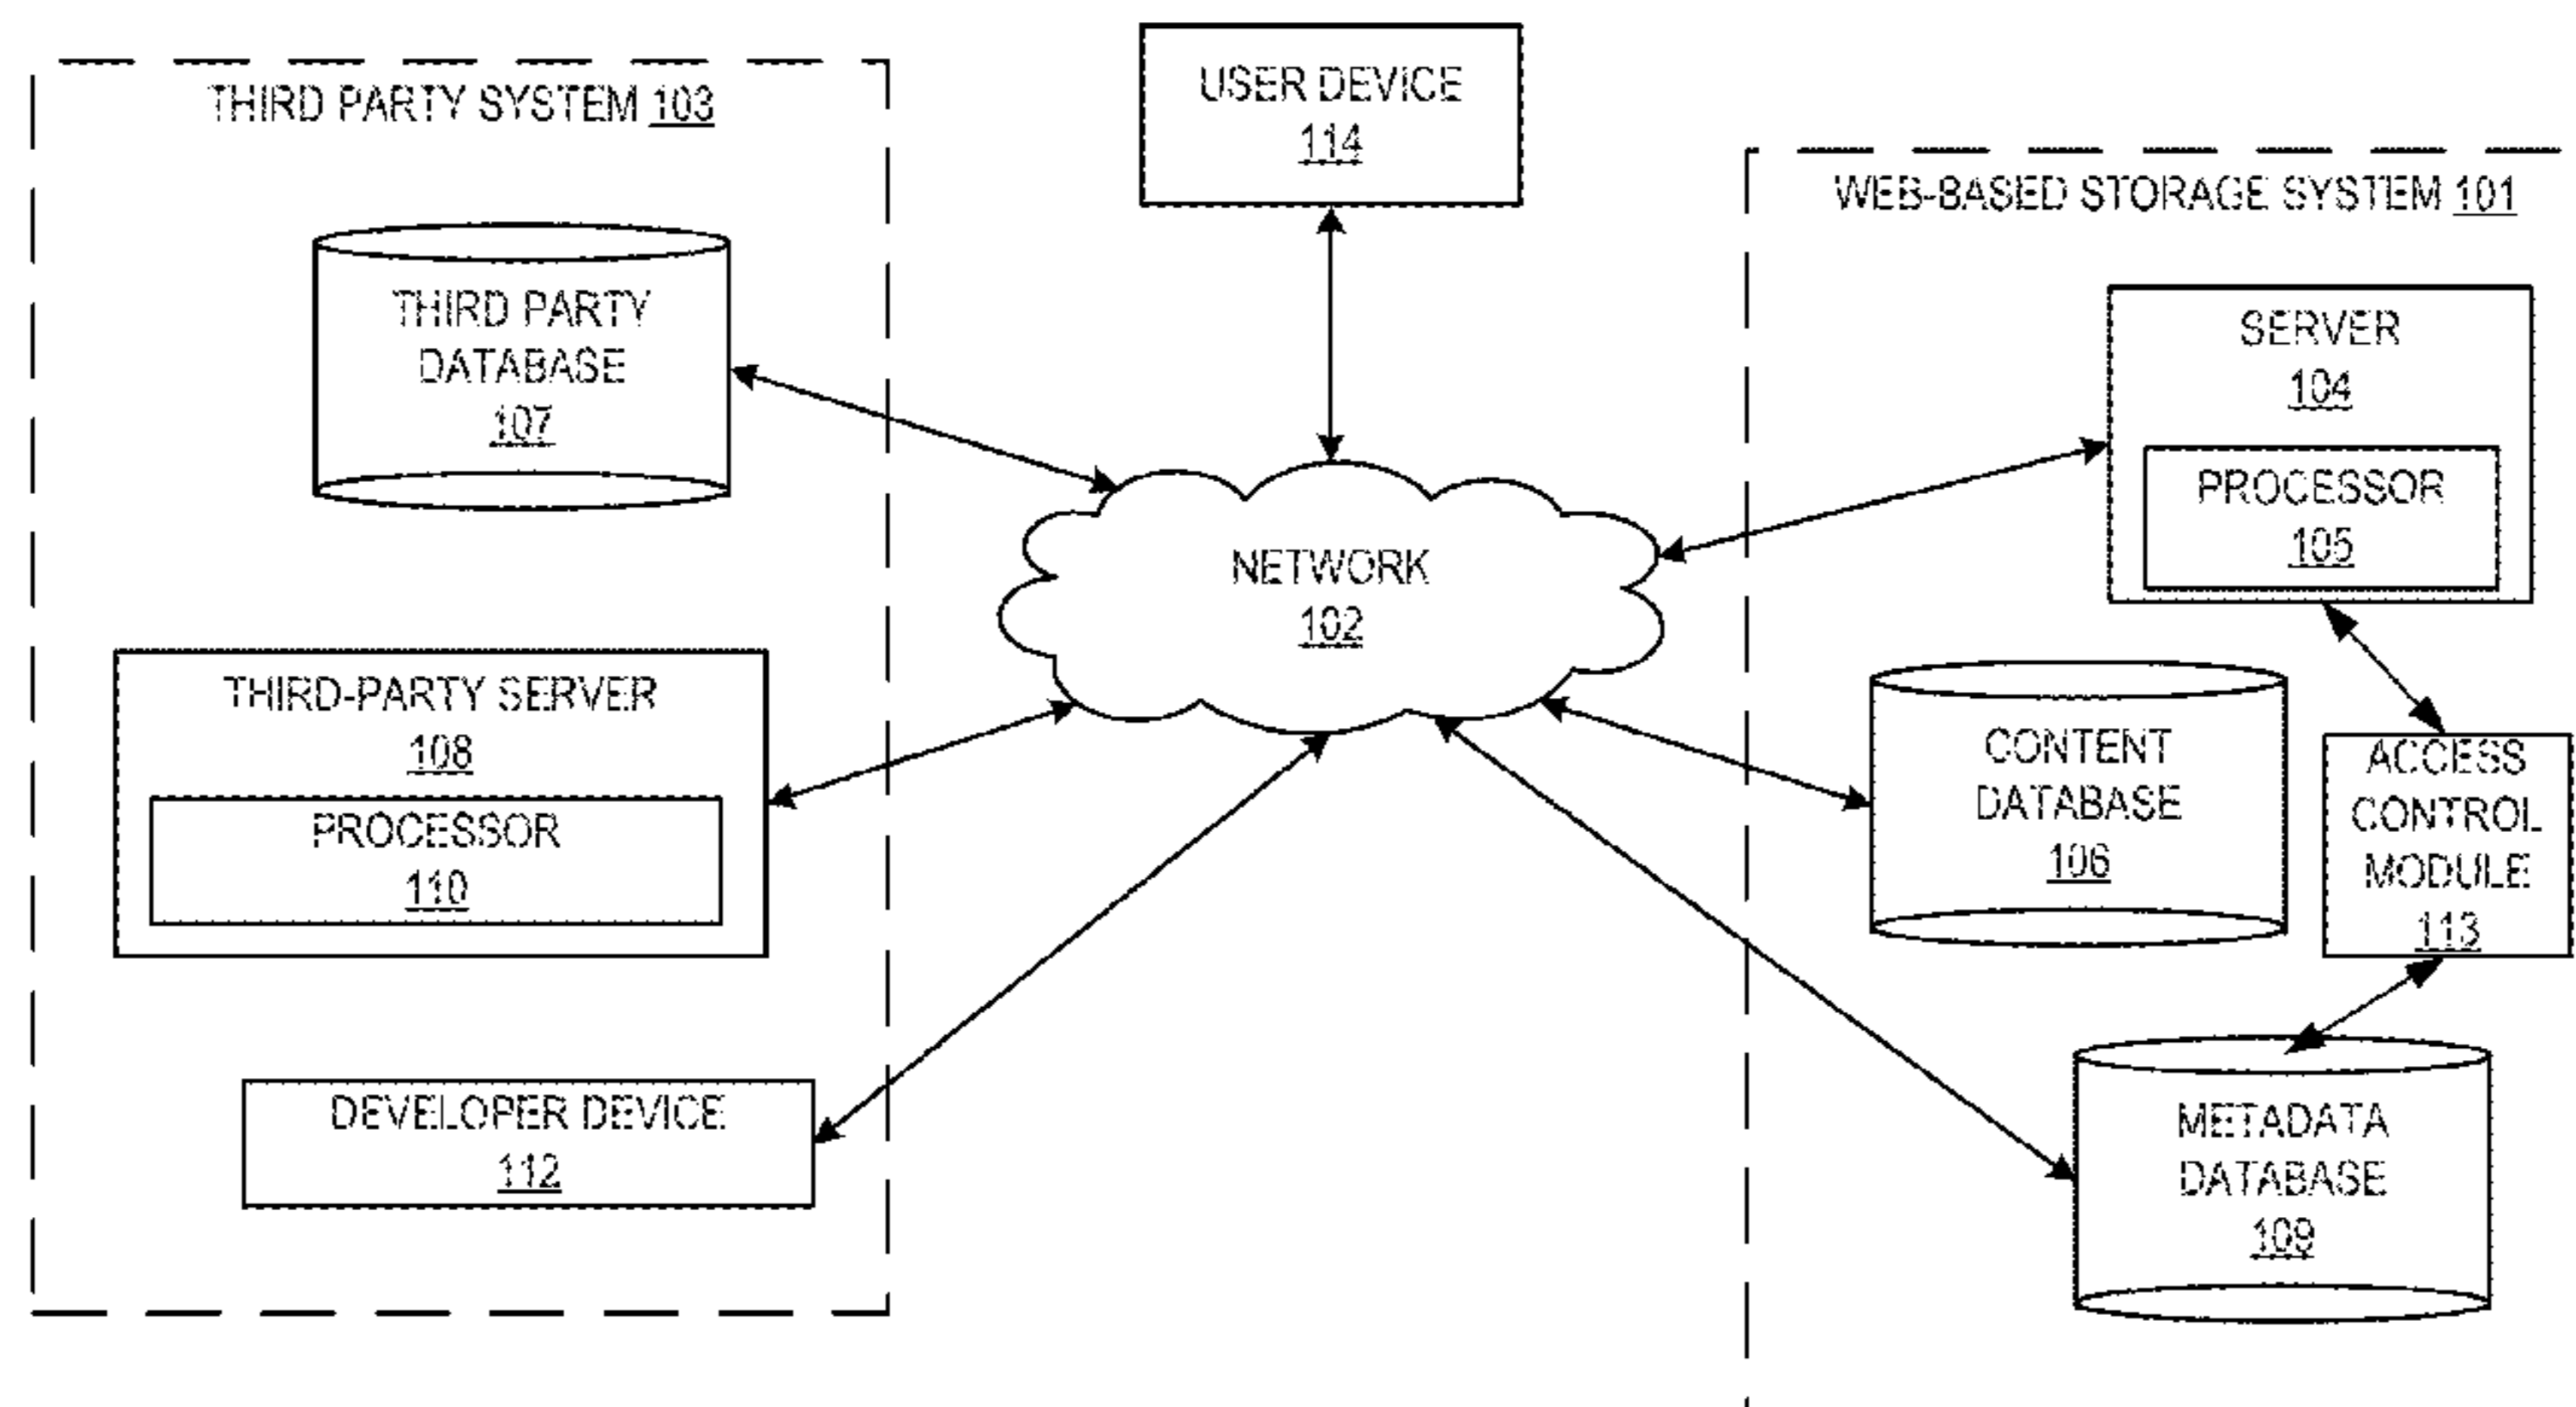 THIRD PARTY SYSTEM 103
THIRD PARTY
DATABASE
107
THIRD-PARTY SERVER
108
PROCESSOR
110
DEVELOPER DEVICE
112
USER DEVICE
114
NETWORK
102
WEB-BASED STORAGE SYSTEM 101
SERVER
104
PROCESSOR
105
CONTENT
DATABASE
106
ACCESS
CONTROL
MODULE
113
METADATA
DATABASE
109